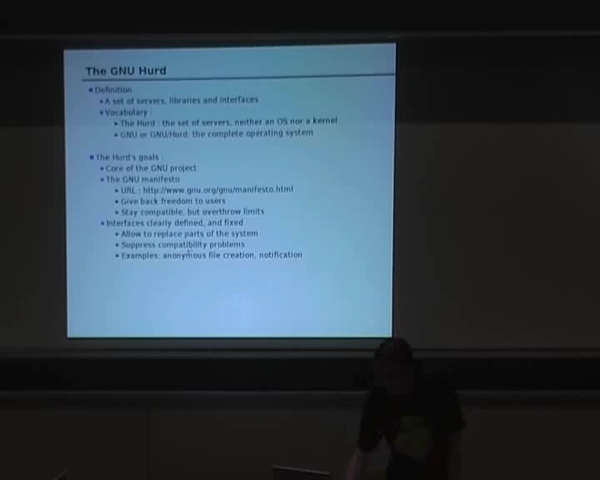 The GNU Hurd
Definition
A set of servers, libraries and interfaces
Vocabulary :
The Hurd : the set of servers, neither an OS nor a kernel
GNU or GNU/Hurd: the complete operating system
The Hurd's goals :
Core of the GNU project
The GNU manifesto
URL : http://www.gnu.org/gnu/manifesto.html
Give back freedom to users
Stay compatible, but overthrow limits
Interfaces clearly defined, and fixed
Allow to replace parts of the system
Suppress compatibility problems
Examples: anonymous file creation, notification